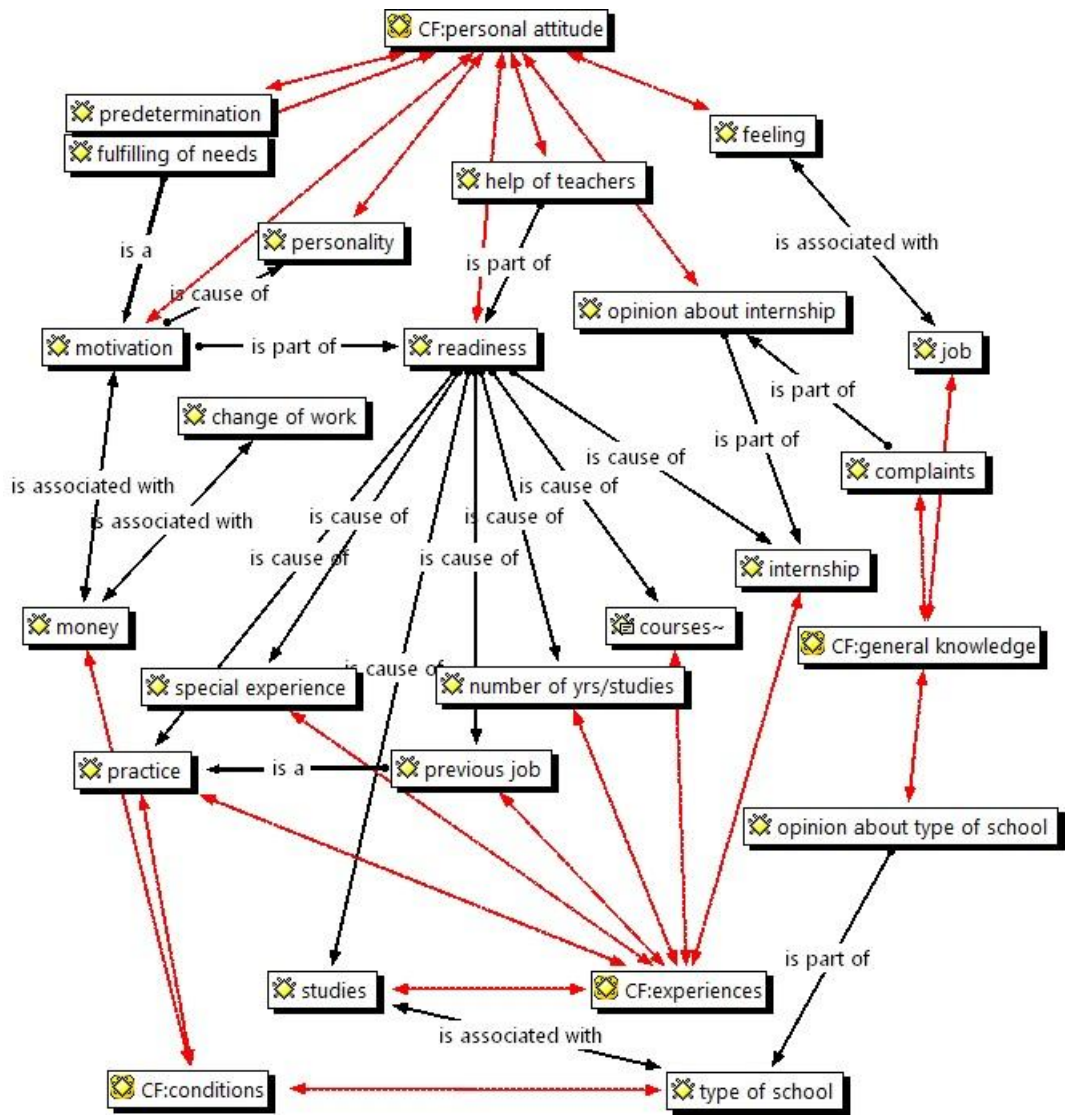 CF:personal attitude
predetermination
feeling
fulfilling of needs
help of teachers
personality
is associated with
is a
is part of
is cause of
opinion about internship
motivation
is part of
readiness
job
is part of
change of work
is part of
is cause of
complaints
is associated with
is cause of
is associated with
is cause of
is cause of
is cause of
is cause of
internship
money
courses~
CF:general knowledge
is cause of
special experience
number of yrs/studies
practice
is a
previous job
opinion about type of school
is part of
studies
CF:experiences
is associated with
CF:conditions
type of school